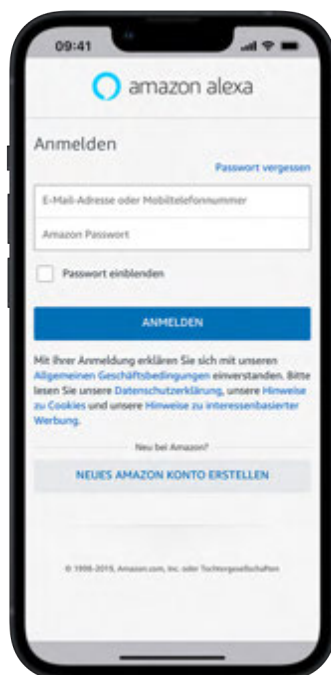 09:41
amazon alexa
Anmelden
Passwort vergessen
E-Mail-Adresse oder Mobiltelefonnummer
Amazon Passwort
Passwort einblenden
ANMELDEN
Mit Ihrer Anmeldung erklären Sie sich mit unseren
Allgemeinen Geschäftsbedingungen einverstanden. Bitte
lesen Sie unsere Datenschutzerklärung, unsere Hinweise
zu Cookies und unsere Hinweise zu interessenbasierter
Werbung.
Neu bei Amazon?
NEUES AMAZON KONTO ERSTELLEN
© 1996-2019, Amazon.com, Inc. oder Tochtergesellschaften